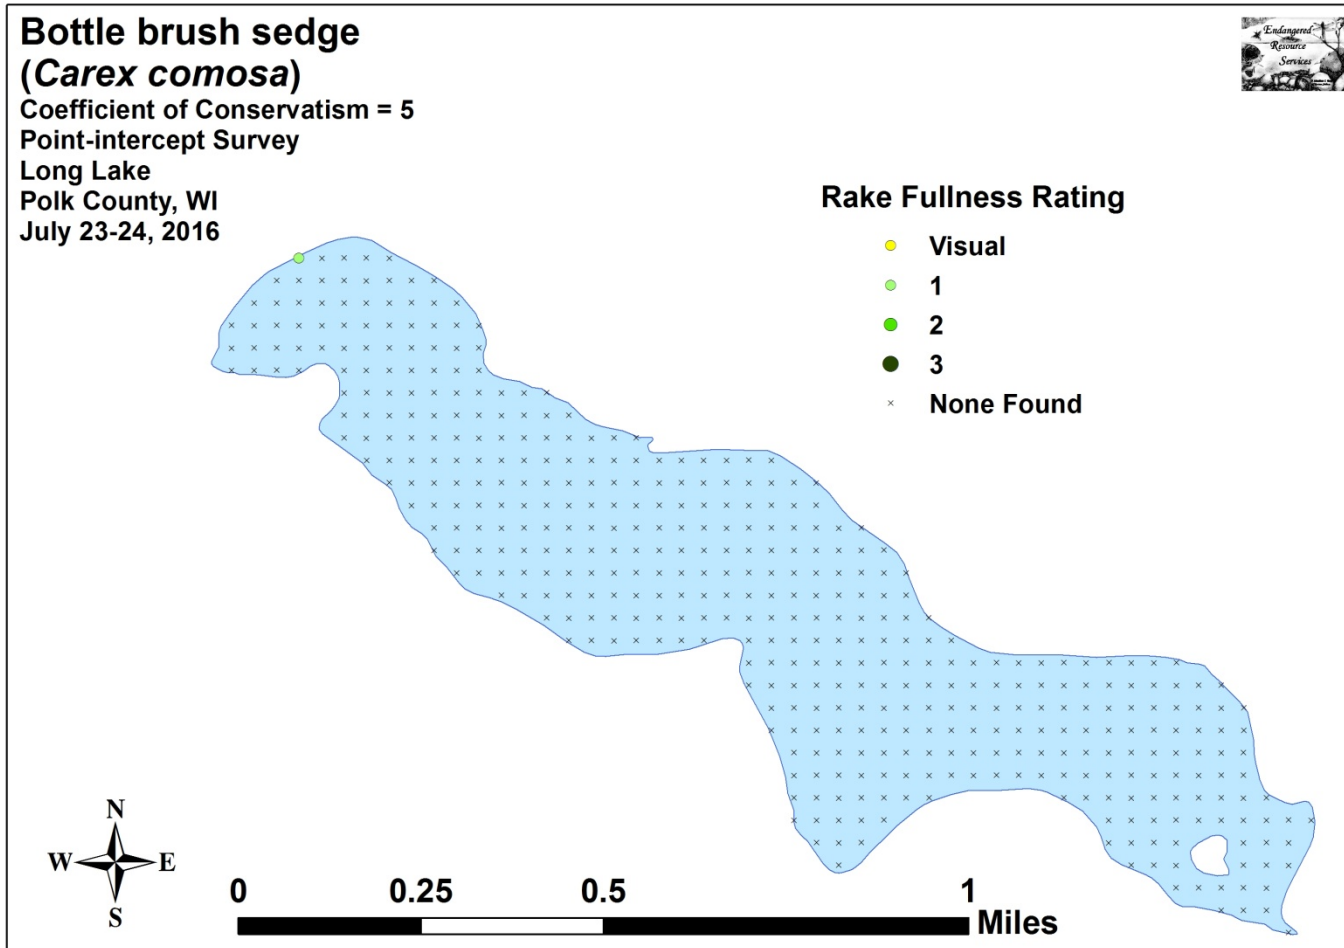 Bottle brush sedge
(Carex comosa)
Coefficient of Conservatism = 5
Point-intercept Survey
Long Lake
Polk County, WI
July 23-24, 2016
Endangered
Resource
Services
Rake Fullness Rating
Visual
1
2
3
None Found
N
W E
S
0 0.25 0.5 1
Miles